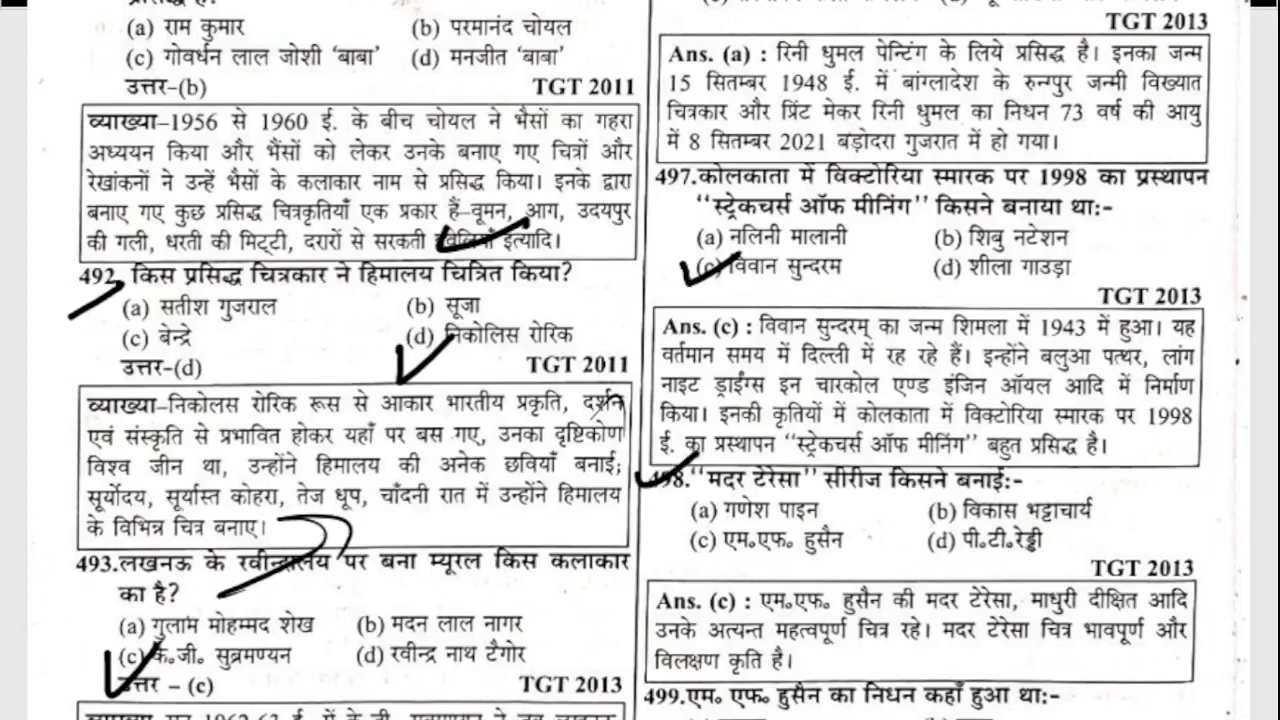 (a) राम कुमार (b) परमानंद चोयल
(c) गोवर्धन लाल जोशी 'बाबा' (d) मनजीत 'बाबा'
उत्तर-(b) TGT 2011
व्याख्या–1956 से 1960 ई. के बीच चोयल ने भैसों का गहरा
अध्ययन किया और भैंसों को लेकर उनके बनाए गए चित्रों और
रेखांकनों ने उन्हें भैसों के कलाकार नाम से प्रसिद्ध किया। इनके द्वारा
बनाए गए कुछ प्रसिद्ध चित्रकृतियाँ एक प्रकार हैं–वूमन, आग, उदयपुर
की गली, धरती की मिट्टी, दरारों से सरकती हवेलियाँ इत्यादि।
492. किस प्रसिद्ध चित्रकार ने हिमालय चित्रित किया?
(a) सतीश गुजराल (b) सूजा
(c) बेन्द्रे (d) निकोलिस रोरिक
उत्तर-(d) TGT 2011
व्याख्या–निकोलस रोरिक रूस से आकार भारतीय प्रकृति, दर्शन
एवं संस्कृति से प्रभावित होकर यहाँ पर बस गए, उनका दृष्टिकोण
विश्व जीन था, उन्होंने हिमालय की अनेक छवियाँ बनाई;
सूर्योदय, सूर्यास्त कोहरा, तेज धूप, चाँदनी रात में उन्होंने हिमालय
के विभिन्न चित्र बनाए।
493.लखनऊ के रवीन्द्रालय पर बना म्यूरल किस कलाकार
का है?
(a) गुलाम मोहम्मद शेख (b) मदन लाल नागर
(c) के॰जी॰ सुब्रमण्यन (d) रवीन्द्र नाथ टैगोर
उत्तर – (c) TGT 2013
TGT 2013
Ans. (a) : रिनी धुमल पेन्टिंग के लिये प्रसिद्ध है। इनका जन्म
15 सितम्बर 1948 ई. में बांग्लादेश के रुन्गपुर जन्मी विख्यात
चित्रकार और प्रिंट मेकर रिनी धुमल का निधन 73 वर्ष की आयु
में 8 सितम्बर 2021 बड़ोदरा गुजरात में हो गया।
497.कोलकाता में विक्टोरिया स्मारक पर 1998 का प्रस्थापन
"स्ट्रेकचर्स ऑफ मीनिंग" किसने बनाया था:-
(a) नलिनी मालानी (b) शिबु नटेशन
(c) विवान सुन्दरम (d) शीला गाउड़ा
TGT 2013
Ans. (c) : विवान सुन्दरम् का जन्म शिमला में 1943 में हुआ। यह
वर्तमान समय में दिल्ली में रह रहे हैं। इन्होंने बलुआ पत्थर, लांग
नाइट ड्राईंग्स इन चारकोल एण्ड इंजिन ऑयल आदि में निर्माण
किया। इनकी कृतियों में कोलकाता में विक्टोरिया स्मारक पर 1998
ई. का प्रस्थापन "स्ट्रेकचर्स ऑफ मीनिंग" बहुत प्रसिद्ध है।
498."मदर टेरेसा" सीरीज किसने बनाई:-
(a) गणेश पाइन (b) विकास भट्टाचार्य
(c) एम॰एफ॰ हुसैन (d) पी॰टी॰रेड्डी
TGT 2013
Ans. (c) : एम॰एफ॰ हुसैन की मदर टेरेसा, माधुरी दीक्षित आदि
उनके अत्यन्त महत्वपूर्ण चित्र रहे। मदर टेरेसा चित्र भावपूर्ण और
विलक्षण कृति है।
499.एम॰ एफ॰ हुसैन का निधन कहाँ हुआ था:-